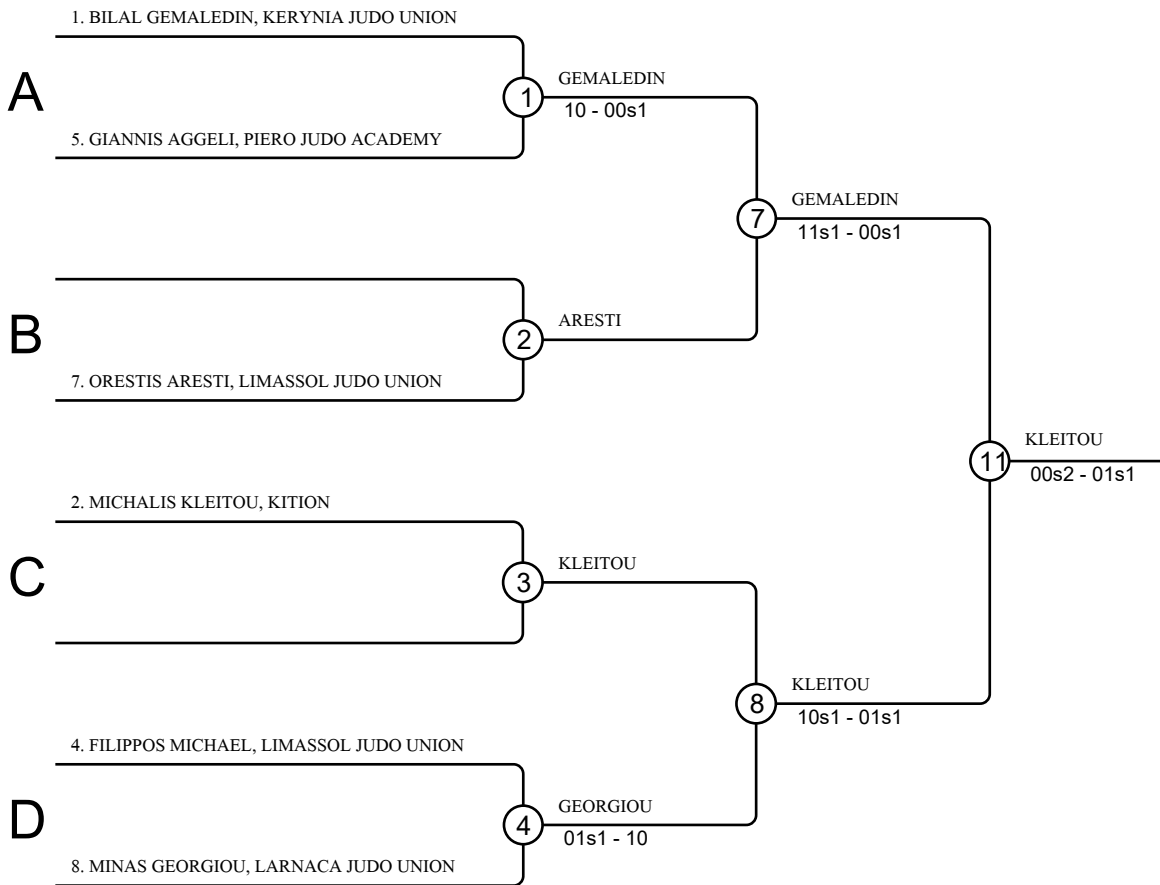 1. BILAL GEMALEDIN, KERYNIA JUDO UNION
A
1
GEMALEDIN
10 - 00s1
5. GIANNIS AGGELI, PIERO JUDO ACADEMY
7
GEMALEDIN
11s1 - 00s1
B
2
ARESTI
7. ORESTIS ARESTI, LIMASSOL JUDO UNION
11
KLEITOU
00s2 - 01s1
2. MICHALIS KLEITOU, KITION
C
3
KLEITOU
8
KLEITOU
10s1 - 01s1
4. FILIPPOS MICHAEL, LIMASSOL JUDO UNION
D
4
GEORGIOU
01s1 - 10
8. MINAS GEORGIOU, LARNACA JUDO UNION